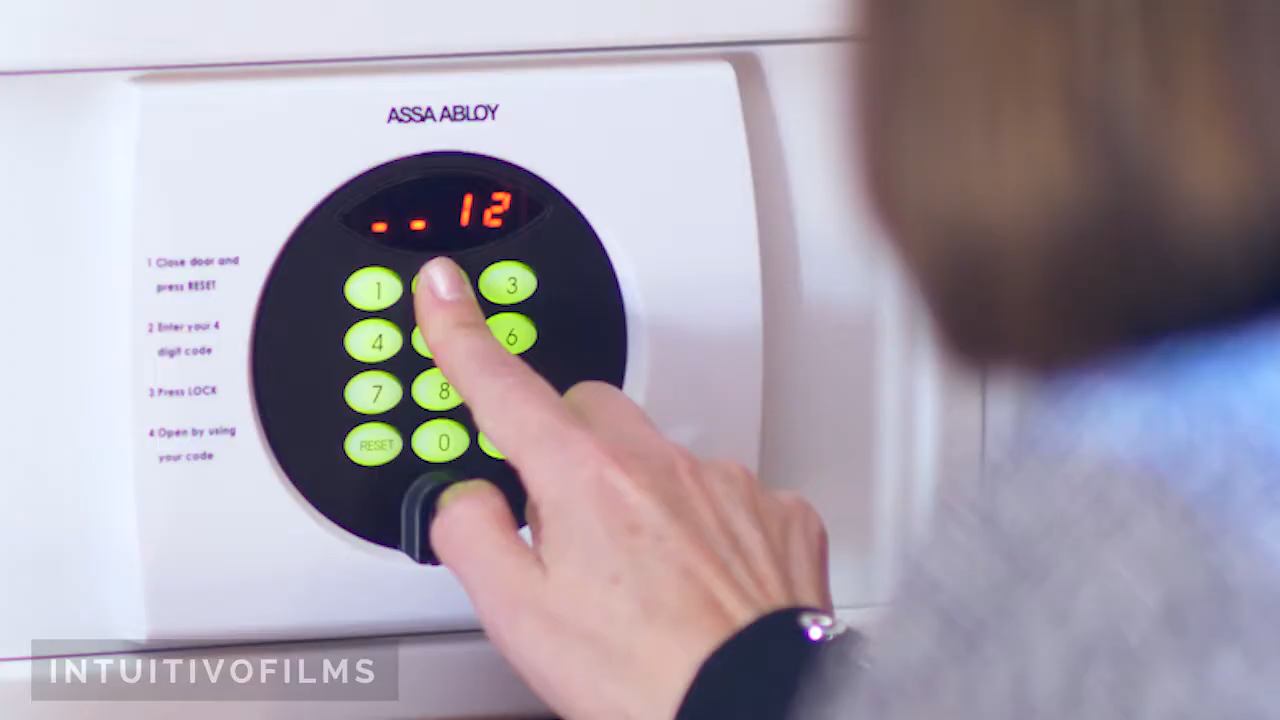 ASSA ABLOY
- - 12
1 Close door and
press RESET
2 Enter your 4
digit code
3 Press LOCK
4 Open by using
your code
1
3
4
6
7
8
RESET
0
INTUITIVOFILMS